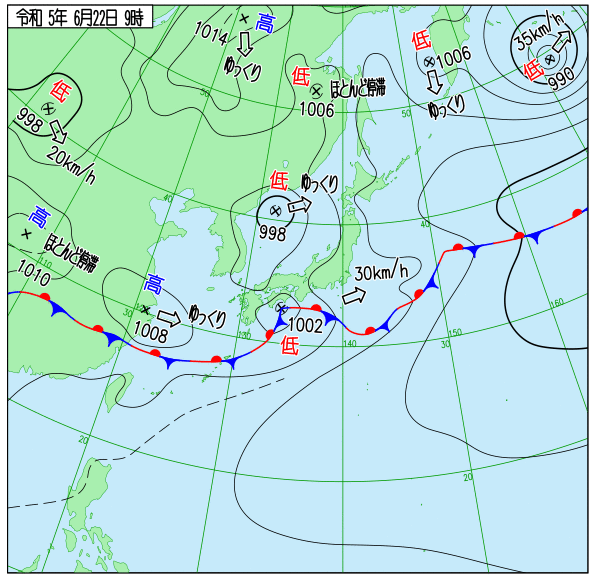 令和 5年 6月22日 9時
高
1014
ゆっくり
低
1006
ほとんど停滞
低
1006
ゆっくり
35km/h
低
990
低
998
20km/h
50
50
40
40
低
ゆっくり
998
高
ほとんど停滞
1010
110
高
ゆっくり
1008
30
120
130
低
1002
30km/h
140
30
150
160
20
20